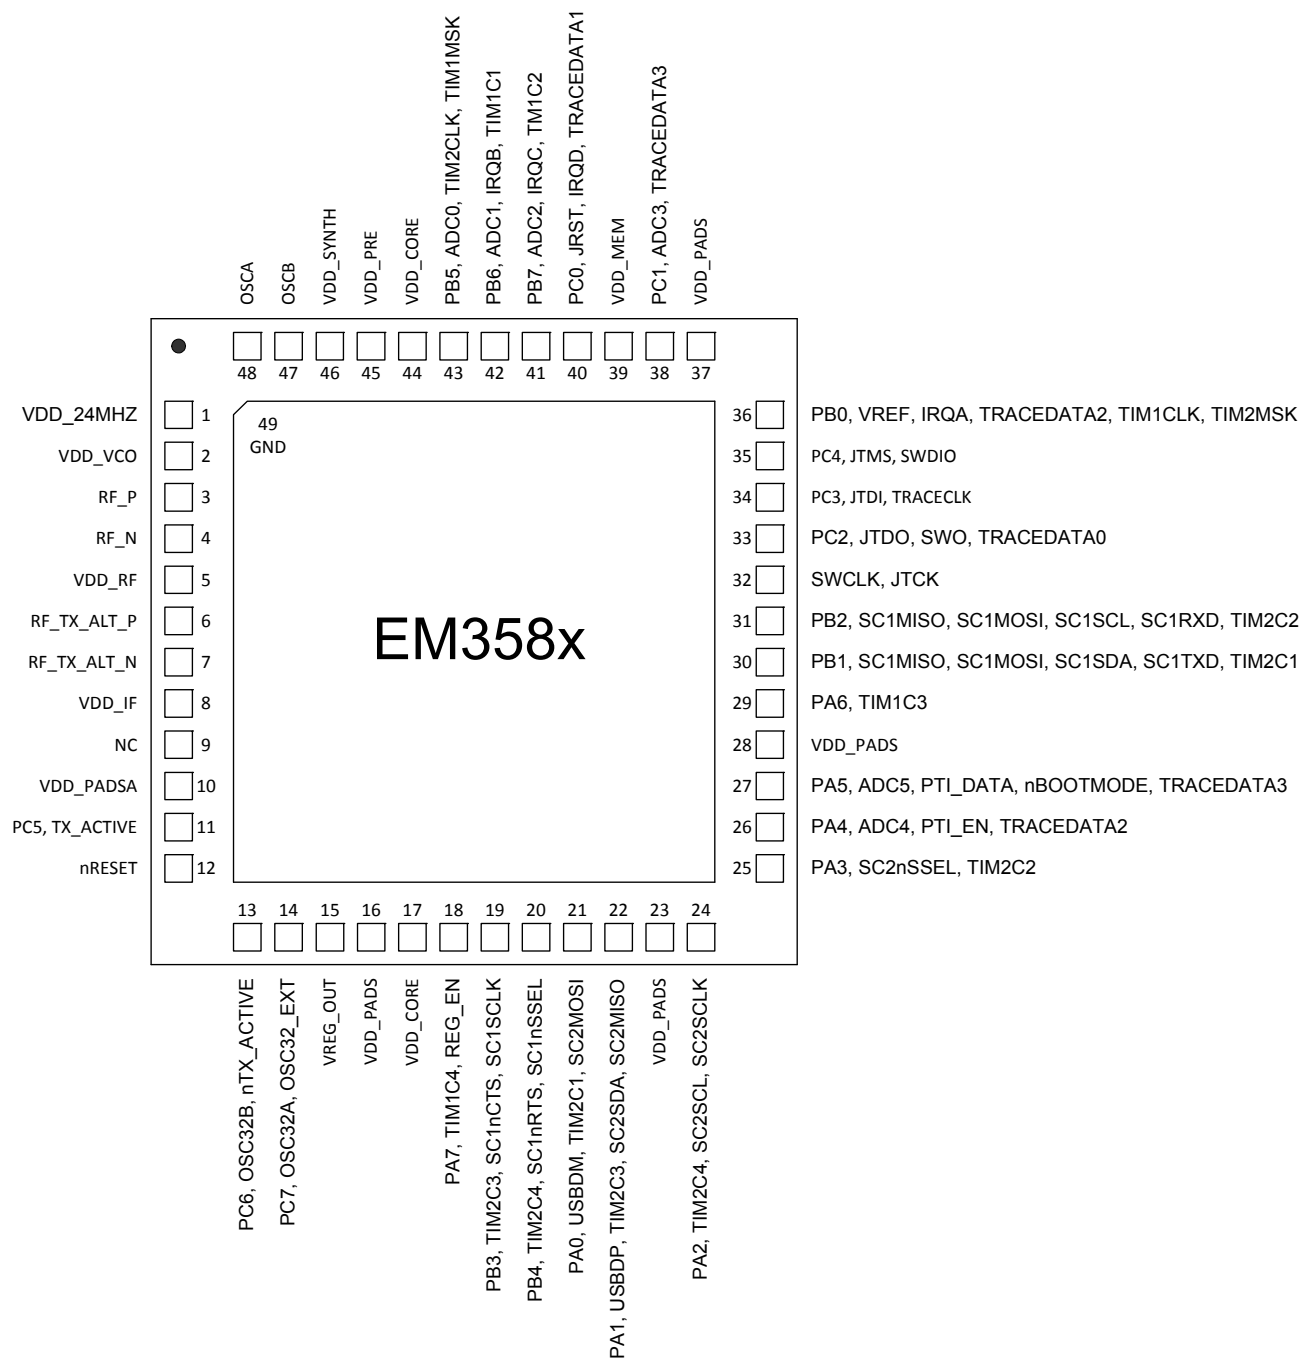 OSCA
OSCB
VDD_SYNTH
VDD_PRE
VDD_CORE
PB5, ADC0, TIM2CLK, TIM1MSK
PB6, ADC1, IRQB, TIM1C1
PB7, ADC2, IRQC, TM1C2
PC0, JRST, IRQD, TRACEDATA1
VDD_MEM
PC1, ADC3, TRACEDATA3
VDD_PADS
48 47 46 45 44 43 42 41 40 39 38 37
VDD_24MHZ 1
VDD_VCO 2
RF_P 3
RF_N 4
VDD_RF 5
RF_TX_ALT_P 6
RF_TX_ALT_N 7
VDD_IF 8
NC 9
VDD_PADSA 10
PC5, TX_ACTIVE 11
nRESET 12
49
GND
EM358x
36 PB0, VREF, IRQA, TRACEDATA2, TIM1CLK, TIM2MSK
35 PC4, JTMS, SWDIO
34 PC3, JTDI, TRACECLK
33 PC2, JTDO, SWO, TRACEDATA0
32 SWCLK, JTCK
31 PB2, SC1MISO, SC1MOSI, SC1SCL, SC1RXD, TIM2C2
30 PB1, SC1MISO, SC1MOSI, SC1SDA, SC1TXD, TIM2C1
29 PA6, TIM1C3
28 VDD_PADS
27 PA5, ADC5, PTI_DATA, nBOOTMODE, TRACEDATA3
26 PA4, ADC4, PTI_EN, TRACEDATA2
25 PA3, SC2nSSEL, TIM2C2
13 14 15 16 17 18 19 20 21 22 23 24
PC6, OSC32B, nTX_ACTIVE
PC7, OSC32A, OSC32_EXT
VREG_OUT
VDD_PADS
VDD_CORE
PA7, TIM1C4, REG_EN
PB3, TIM2C3, SC1nCTS, SC1SCLK
PB4, TIM2C4, SC1nRTS, SC1nSSEL
PA0, USBDM, TIM2C1, SC2MOSI
PA1, USBDP, TIM2C3, SC2SDA, SC2MISO
VDD_PADS
PA2, TIM2C4, SC2SCL, SC2SCLK